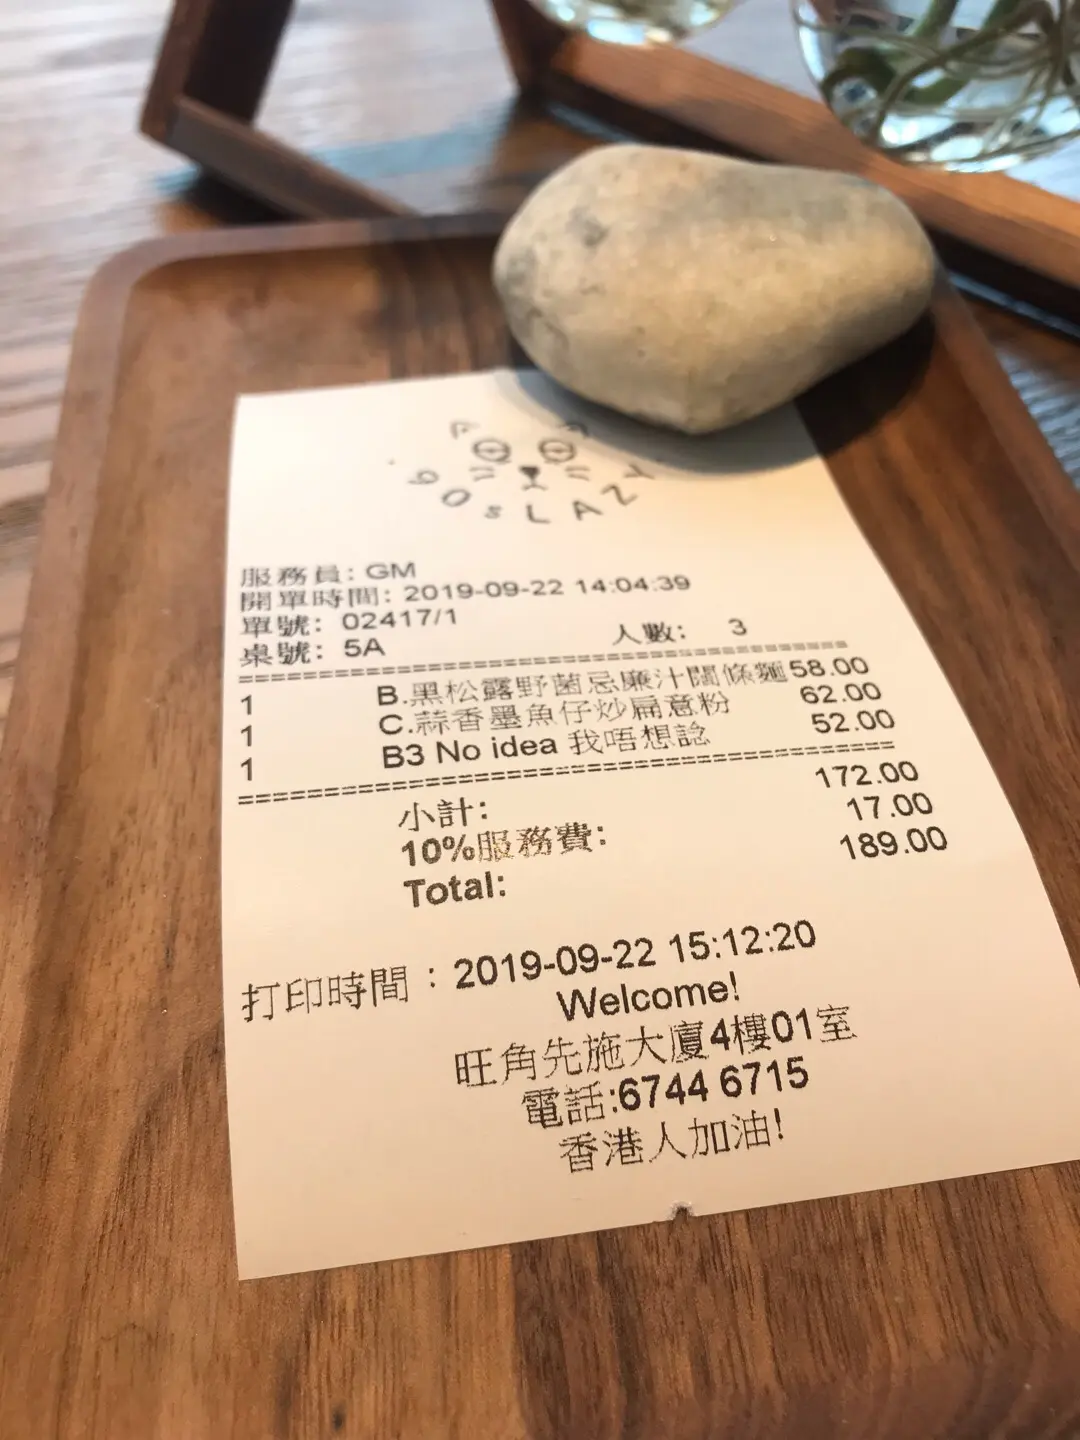 BOSLAZY
服務員: GM
開單時間: 2019-09-22 14:04:39
單號: 02417/1
桌號: 5A 人數: 3
1 B.黑松露野菌忌廉汁闊條麵 58.00
1 C.蒜香墨魚仔炒扁意粉 62.00
1 B3 No idea 我唔想諗 52.00
小計: 172.00
10%服務費: 17.00
Total: 189.00
打印時間：2019-09-22 15:12:20
Welcome!
旺角先施大廈4樓01室
電話:6744 6715
香港人加油!